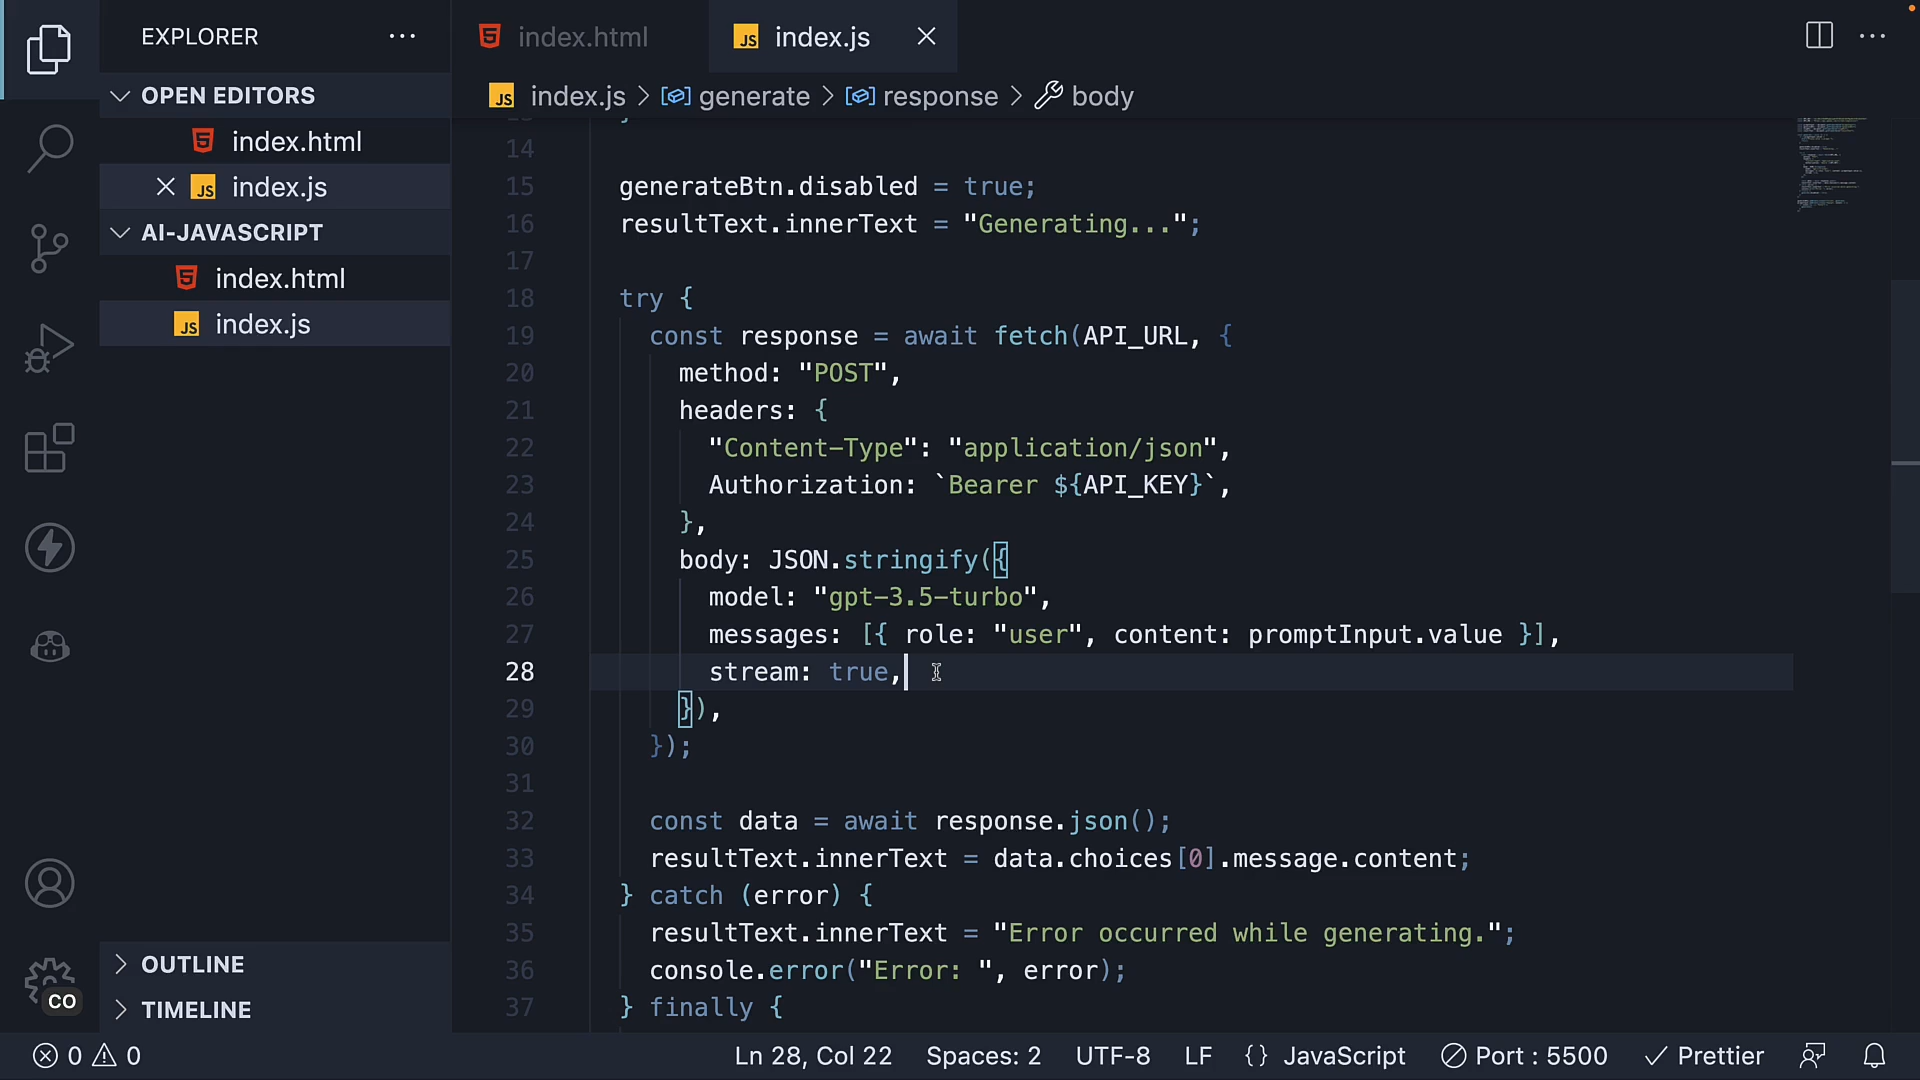 EXPLORER
OPEN EDITORS
index.html
JS index.js
AI-JAVASCRIPT
index.html
JS index.js
OUTLINE
TIMELINE
CO
index.html
JS index.js
JS index.js > generate > response > body
14
15 generateBtn.disabled = true;
16 resultText.innerText = "Generating...";
17
18 try {
19 const response = await fetch(API_URL, {
20 method: "POST",
21 headers: {
22 "Content-Type": "application/json",
23 Authorization: `Bearer ${API_KEY}`,
24 },
25 body: JSON.stringify({
26 model: "gpt-3.5-turbo",
27 messages: [{ role: "user", content: promptInput.value }],
28 stream: true,
29 }),
30 });
31
32 const data = await response.json();
33 resultText.innerText = data.choices[0].message.content;
34 } catch (error) {
35 resultText.innerText = "Error occurred while generating.";
36 console.error("Error: ", error);
37 } finally {
0 0 Ln 28, Col 22 Spaces: 2 UTF-8 LF {} JavaScript Port : 5500 Prettier